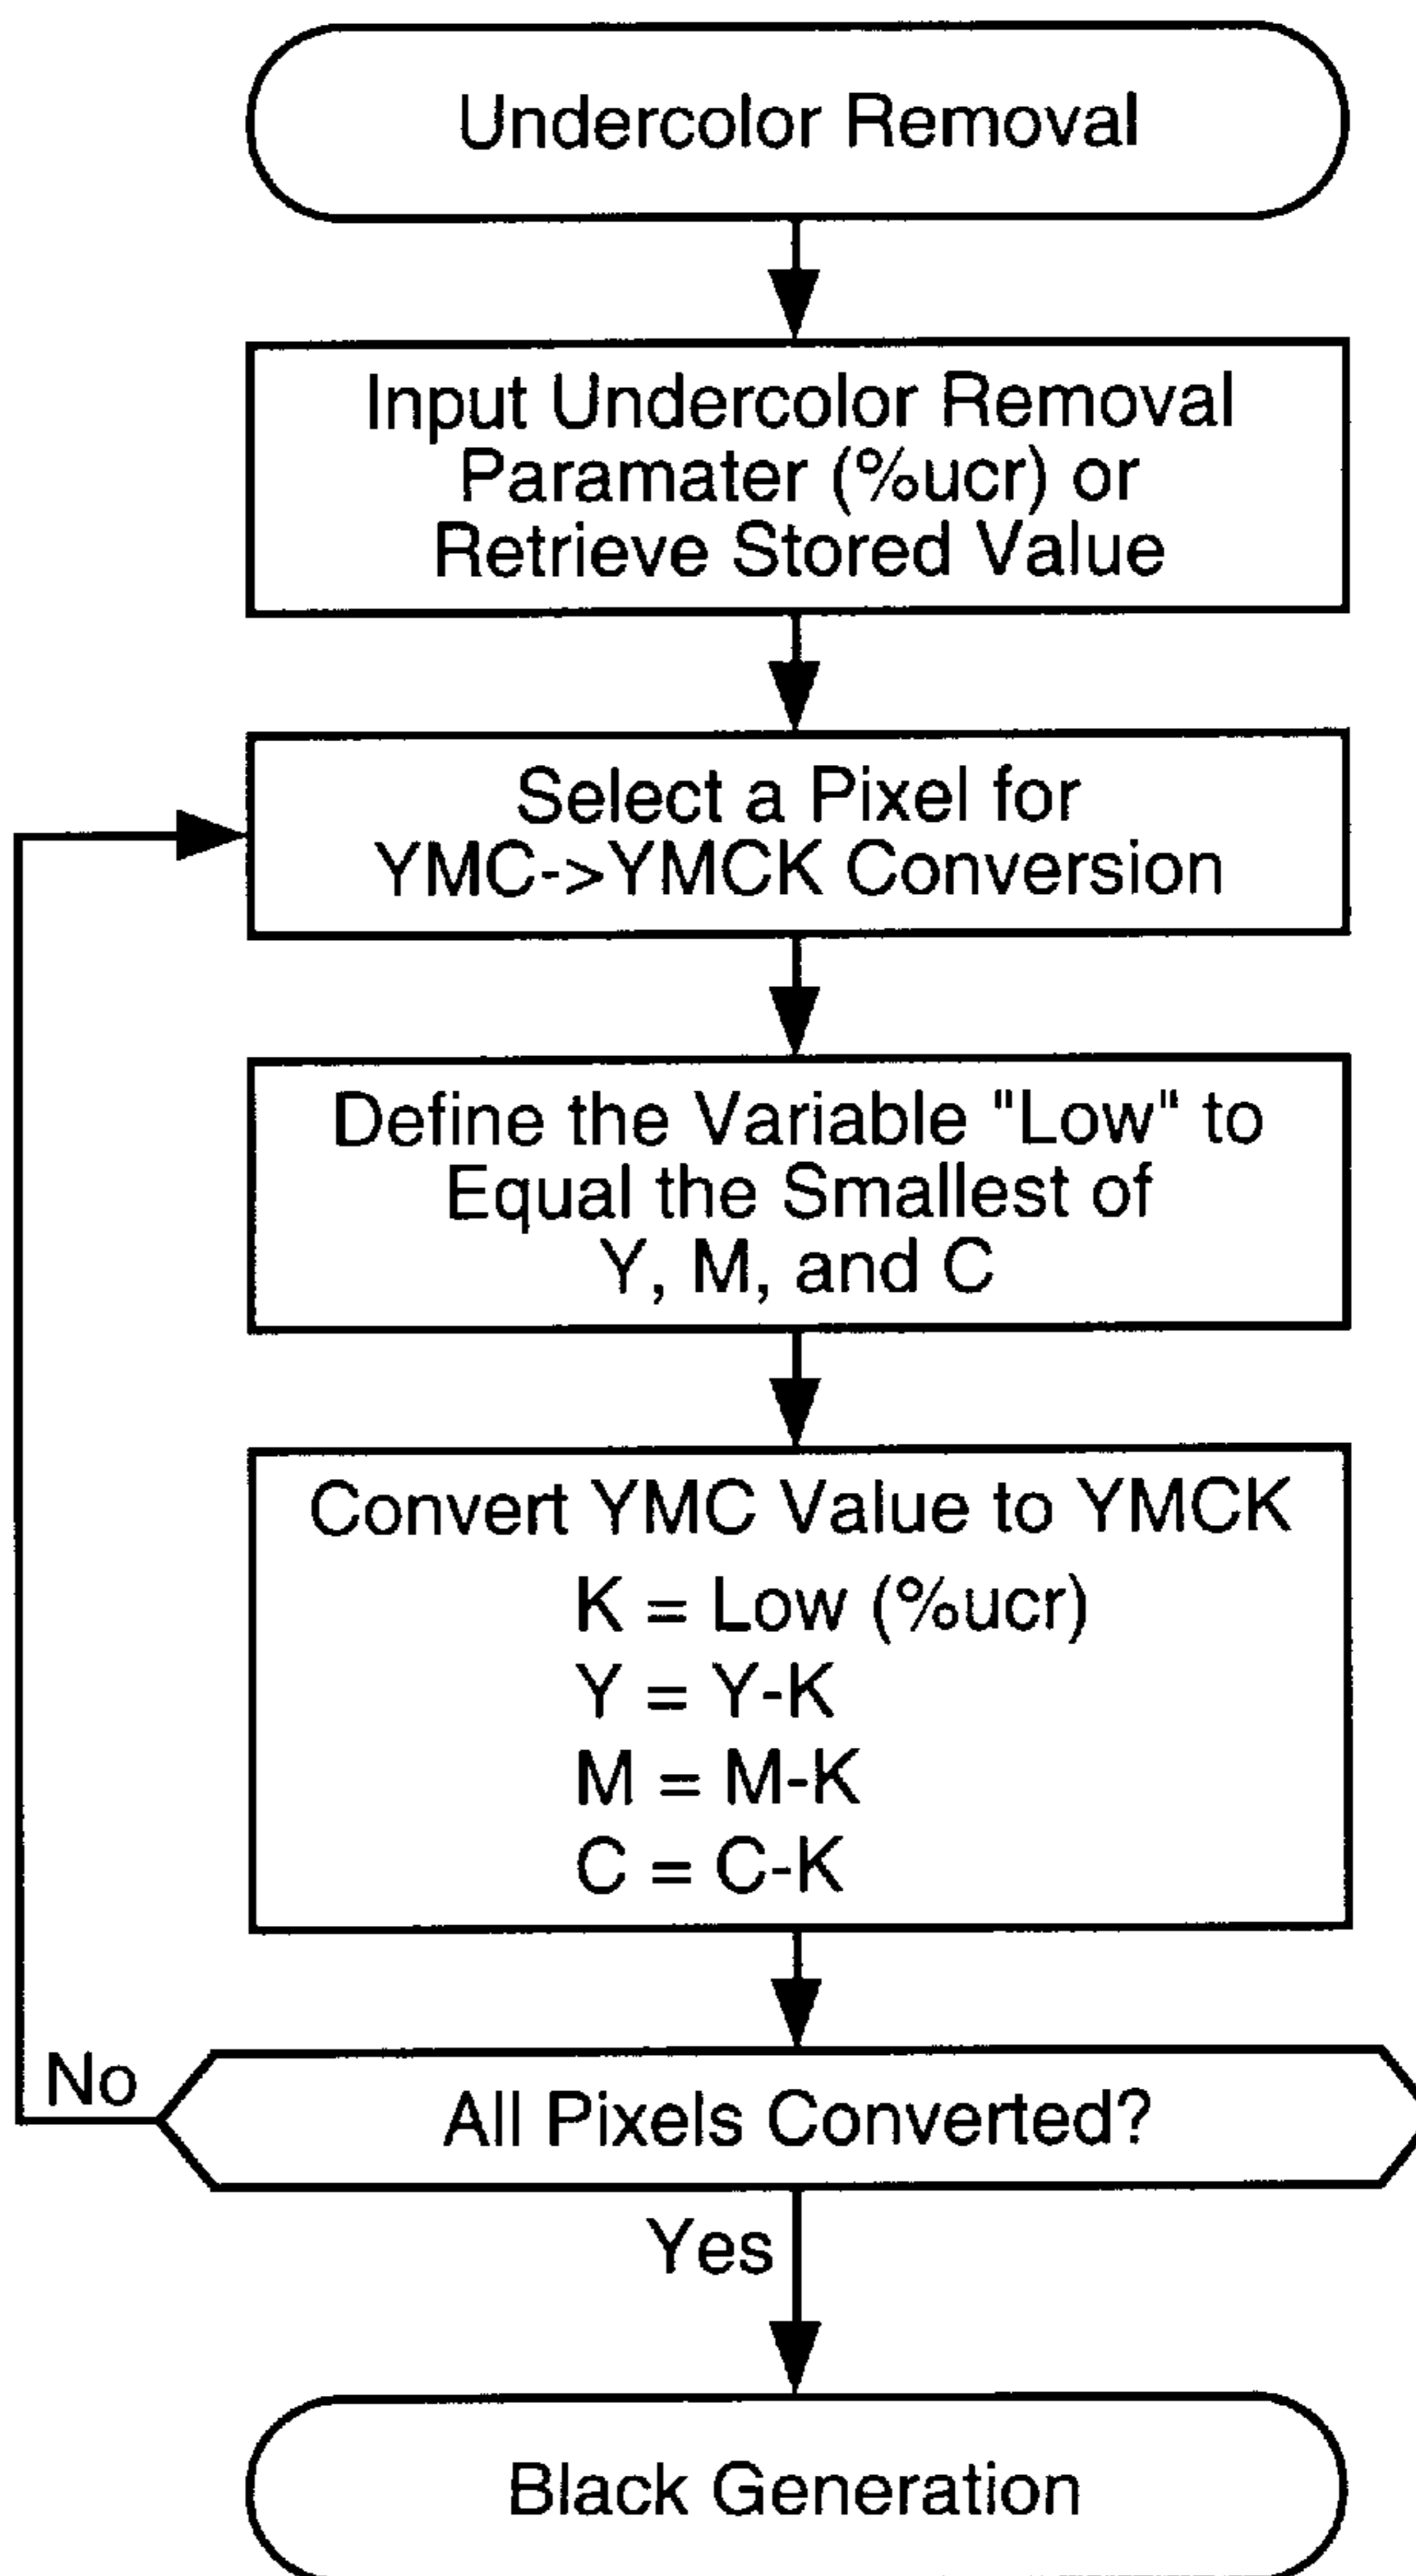 Undercolor Removal
Input Undercolor Removal
Paramater (%ucr) or
Retrieve Stored Value
Select a Pixel for
YMC->YMCK Conversion
Define the Variable "Low" to
Equal the Smallest of
Y, M, and C
Convert YMC Value to YMCK
K = Low (%ucr)
Y = Y-K
M = M-K
C = C-K
No
All Pixels Converted?
Yes
Black Generation